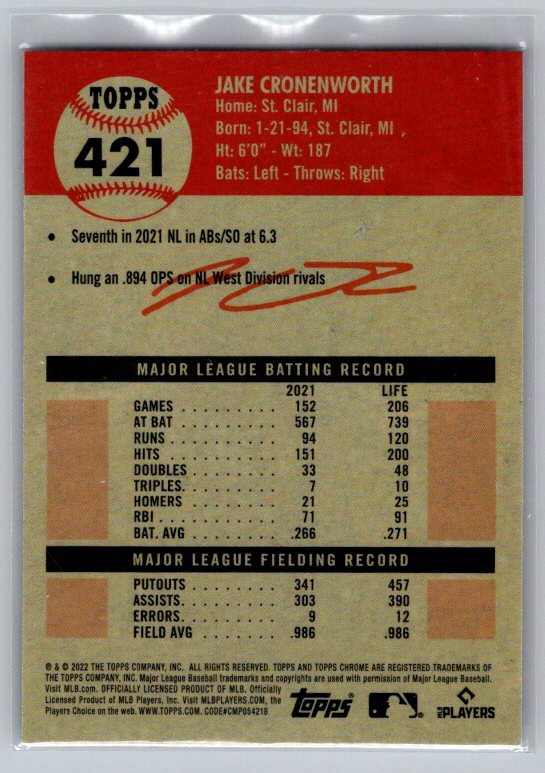 TOPPS
421
JAKE CRONENWORTH
Home: St. Clair, MI
Born: 1-21-94, St. Clair, MI
Ht: 6'0" - Wt: 187
Bats: Left - Throws: Right
• Seventh in 2021 NL in ABs/SO at 6.3
• Hung an .894 OPS on NL West Division rivals
MAJOR LEAGUE BATTING RECORD
2021 LIFE
GAMES . . . . . . . . . 152 206
AT BAT . . . . . . . . . 567 739
RUNS . . . . . . . . . . 94 120
HITS . . . . . . . . . . 151 200
DOUBLES . . . . . . . . 33 48
TRIPLES. . . . . . . . . 7 10
HOMERS . . . . . . . . 21 25
RBI . . . . . . . . . . . 71 91
BAT. AVG . . . . . . . .266 .271
MAJOR LEAGUE FIELDING RECORD
PUTOUTS . . . . . . . . 341 457
ASSISTS. . . . . . . . . 303 390
ERRORS. . . . . . . . . 9 12
FIELD AVG . . . . . . . .986 .986
® & © 2022 THE TOPPS COMPANY, INC. ALL RIGHTS RESERVED. TOPPS AND TOPPS CHROME ARE REGISTERED TRADEMARKS OF
THE TOPPS COMPANY, INC. Major League Baseball trademarks and copyrights are used with permission of Major League Baseball.
Visit MLB.com. OFFICIALLY LICENSED PRODUCT OF MLB. Officially
Licensed Product of MLB Players, Inc. Visit MLBPLAYERS.COM, the
Players Choice on the web. WWW.TOPPS.COM. CODE#CMP054218
Topps
MLB PLAYERS